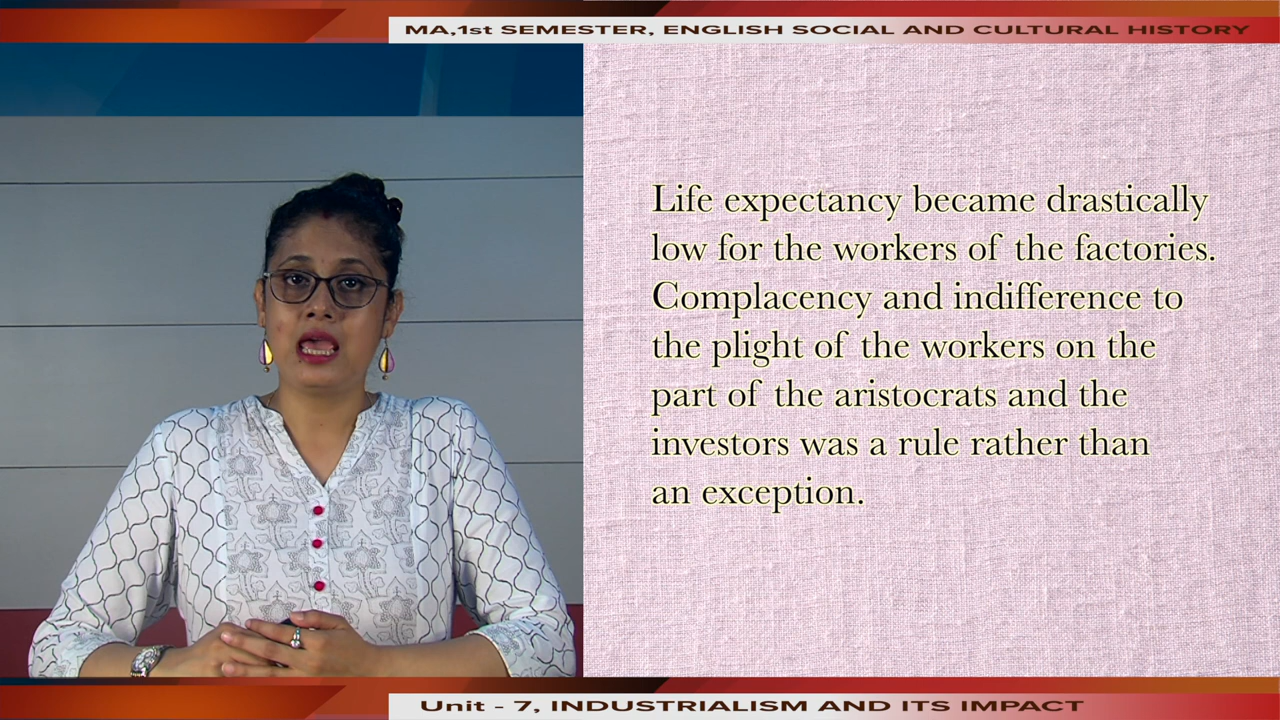 MA,1st SEMESTER, ENGLISH SOCIAL AND CULTURAL HISTORY
Life expectancy became drastically
low for the workers of the factories.
Complacency and indifference to
the plight of the workers on the
part of the aristocrats and the
investors was a rule rather than
an exception.
Unit - 7, INDUSTRIALISM AND ITS IMPACT